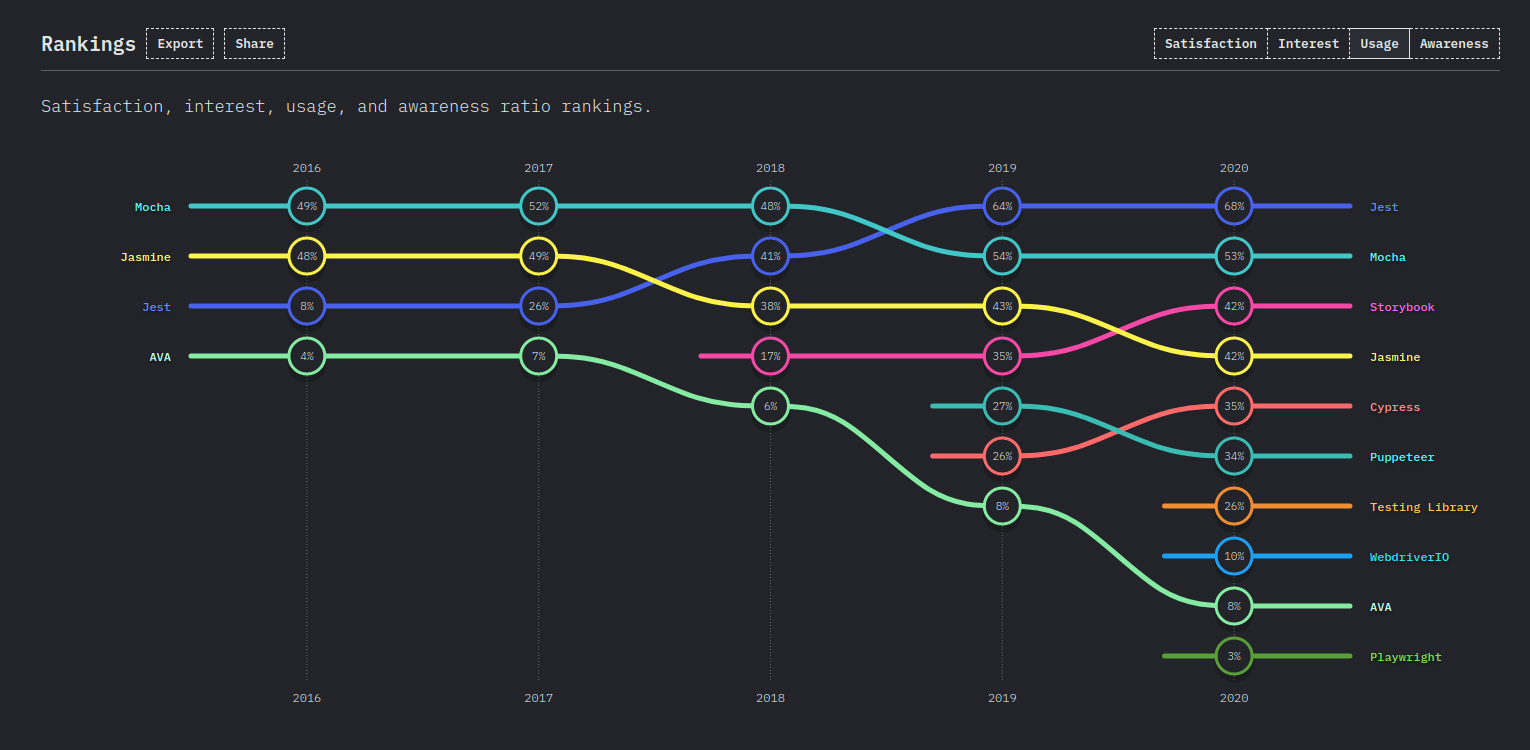 Rankings Export Share Satisfaction Interest Usage Awareness
Satisfaction, interest, usage, and awareness ratio rankings.
2016 2017 2018 2019 2020
Mocha 49% 52% 48% 64% 68% Jest
Jasmine 48% 49% 41% 54% 53% Mocha
Jest 8% 26% 38% 43% 42% Storybook
AVA 4% 7% 17% 35% 42% Jasmine
6% 27% 35% Cypress
26% 34% Puppeteer
8% 26% Testing Library
10% WebdriverIO
8% AVA
3% Playwright
2016 2017 2018 2019 2020